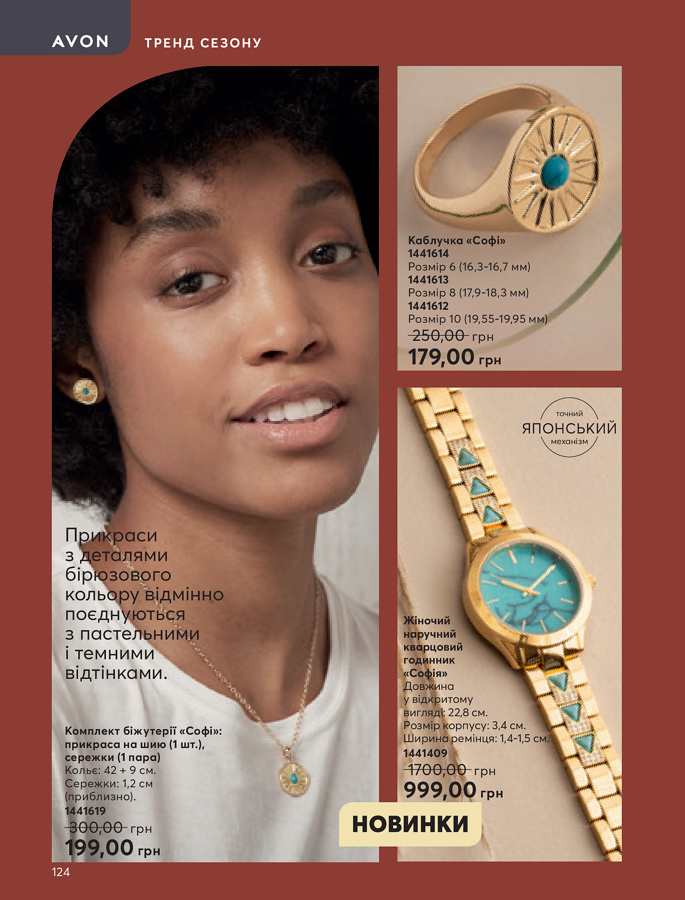 AVON
ТРЕНД СЕЗОНУ
Каблучка «Софі»
1441614
Розмір 6 (16,3-16,7 мм)
1441613
Розмір 8 (17,9-18,3 мм)
1441612
Розмір 10 (19,55-19,95 мм)
250,00 грн
179,00 грн
точний
ЯПОНСЬКИЙ
механізм
Прикраси
з деталями
бірюзового
кольору відмінно
поєднуються
з пастельними
і темними
відтінками.
Жіночий
наручний
кварцовий
годинник
«Софія»
Довжина
у відкритому
вигляді: 22,8 см.
Розмір корпусу: 3,4 см.
Ширина ремінця: 1,4-1,5 см.
1441409
1700,00 грн
999,00 грн
Комплект біжутерії «Софі»:
прикраса на шию (1 шт.),
сережки (1 пара)
Кольє: 42 + 9 см.
Сережки: 1,2 см
(приблизно).
1441619
300,00 грн
199,00 грн
НОВИНКИ
124